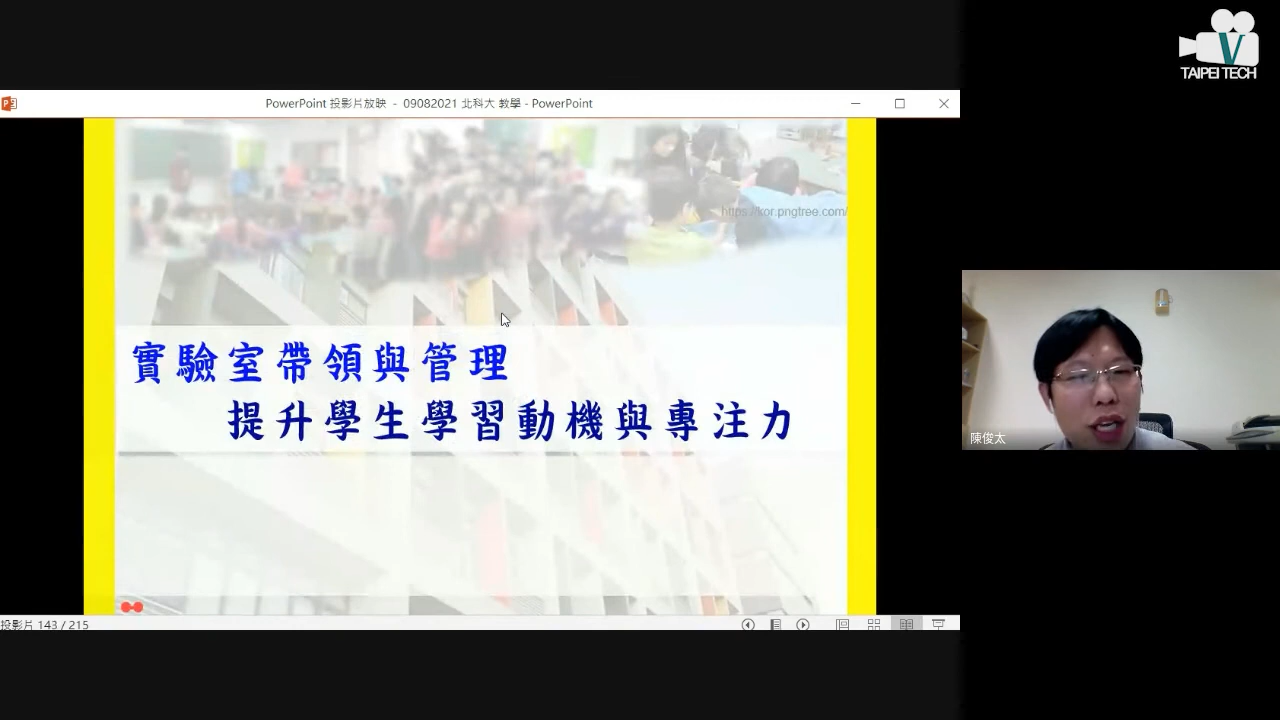 V
TAIPEI TECH
PowerPoint 投影片放映 - 09082021 北科大 教學 - PowerPoint
https://kor.pngtree.com/
實驗室帶領與管理
提升學生學習動機與專注力
陳俊太
投影片 143 / 215